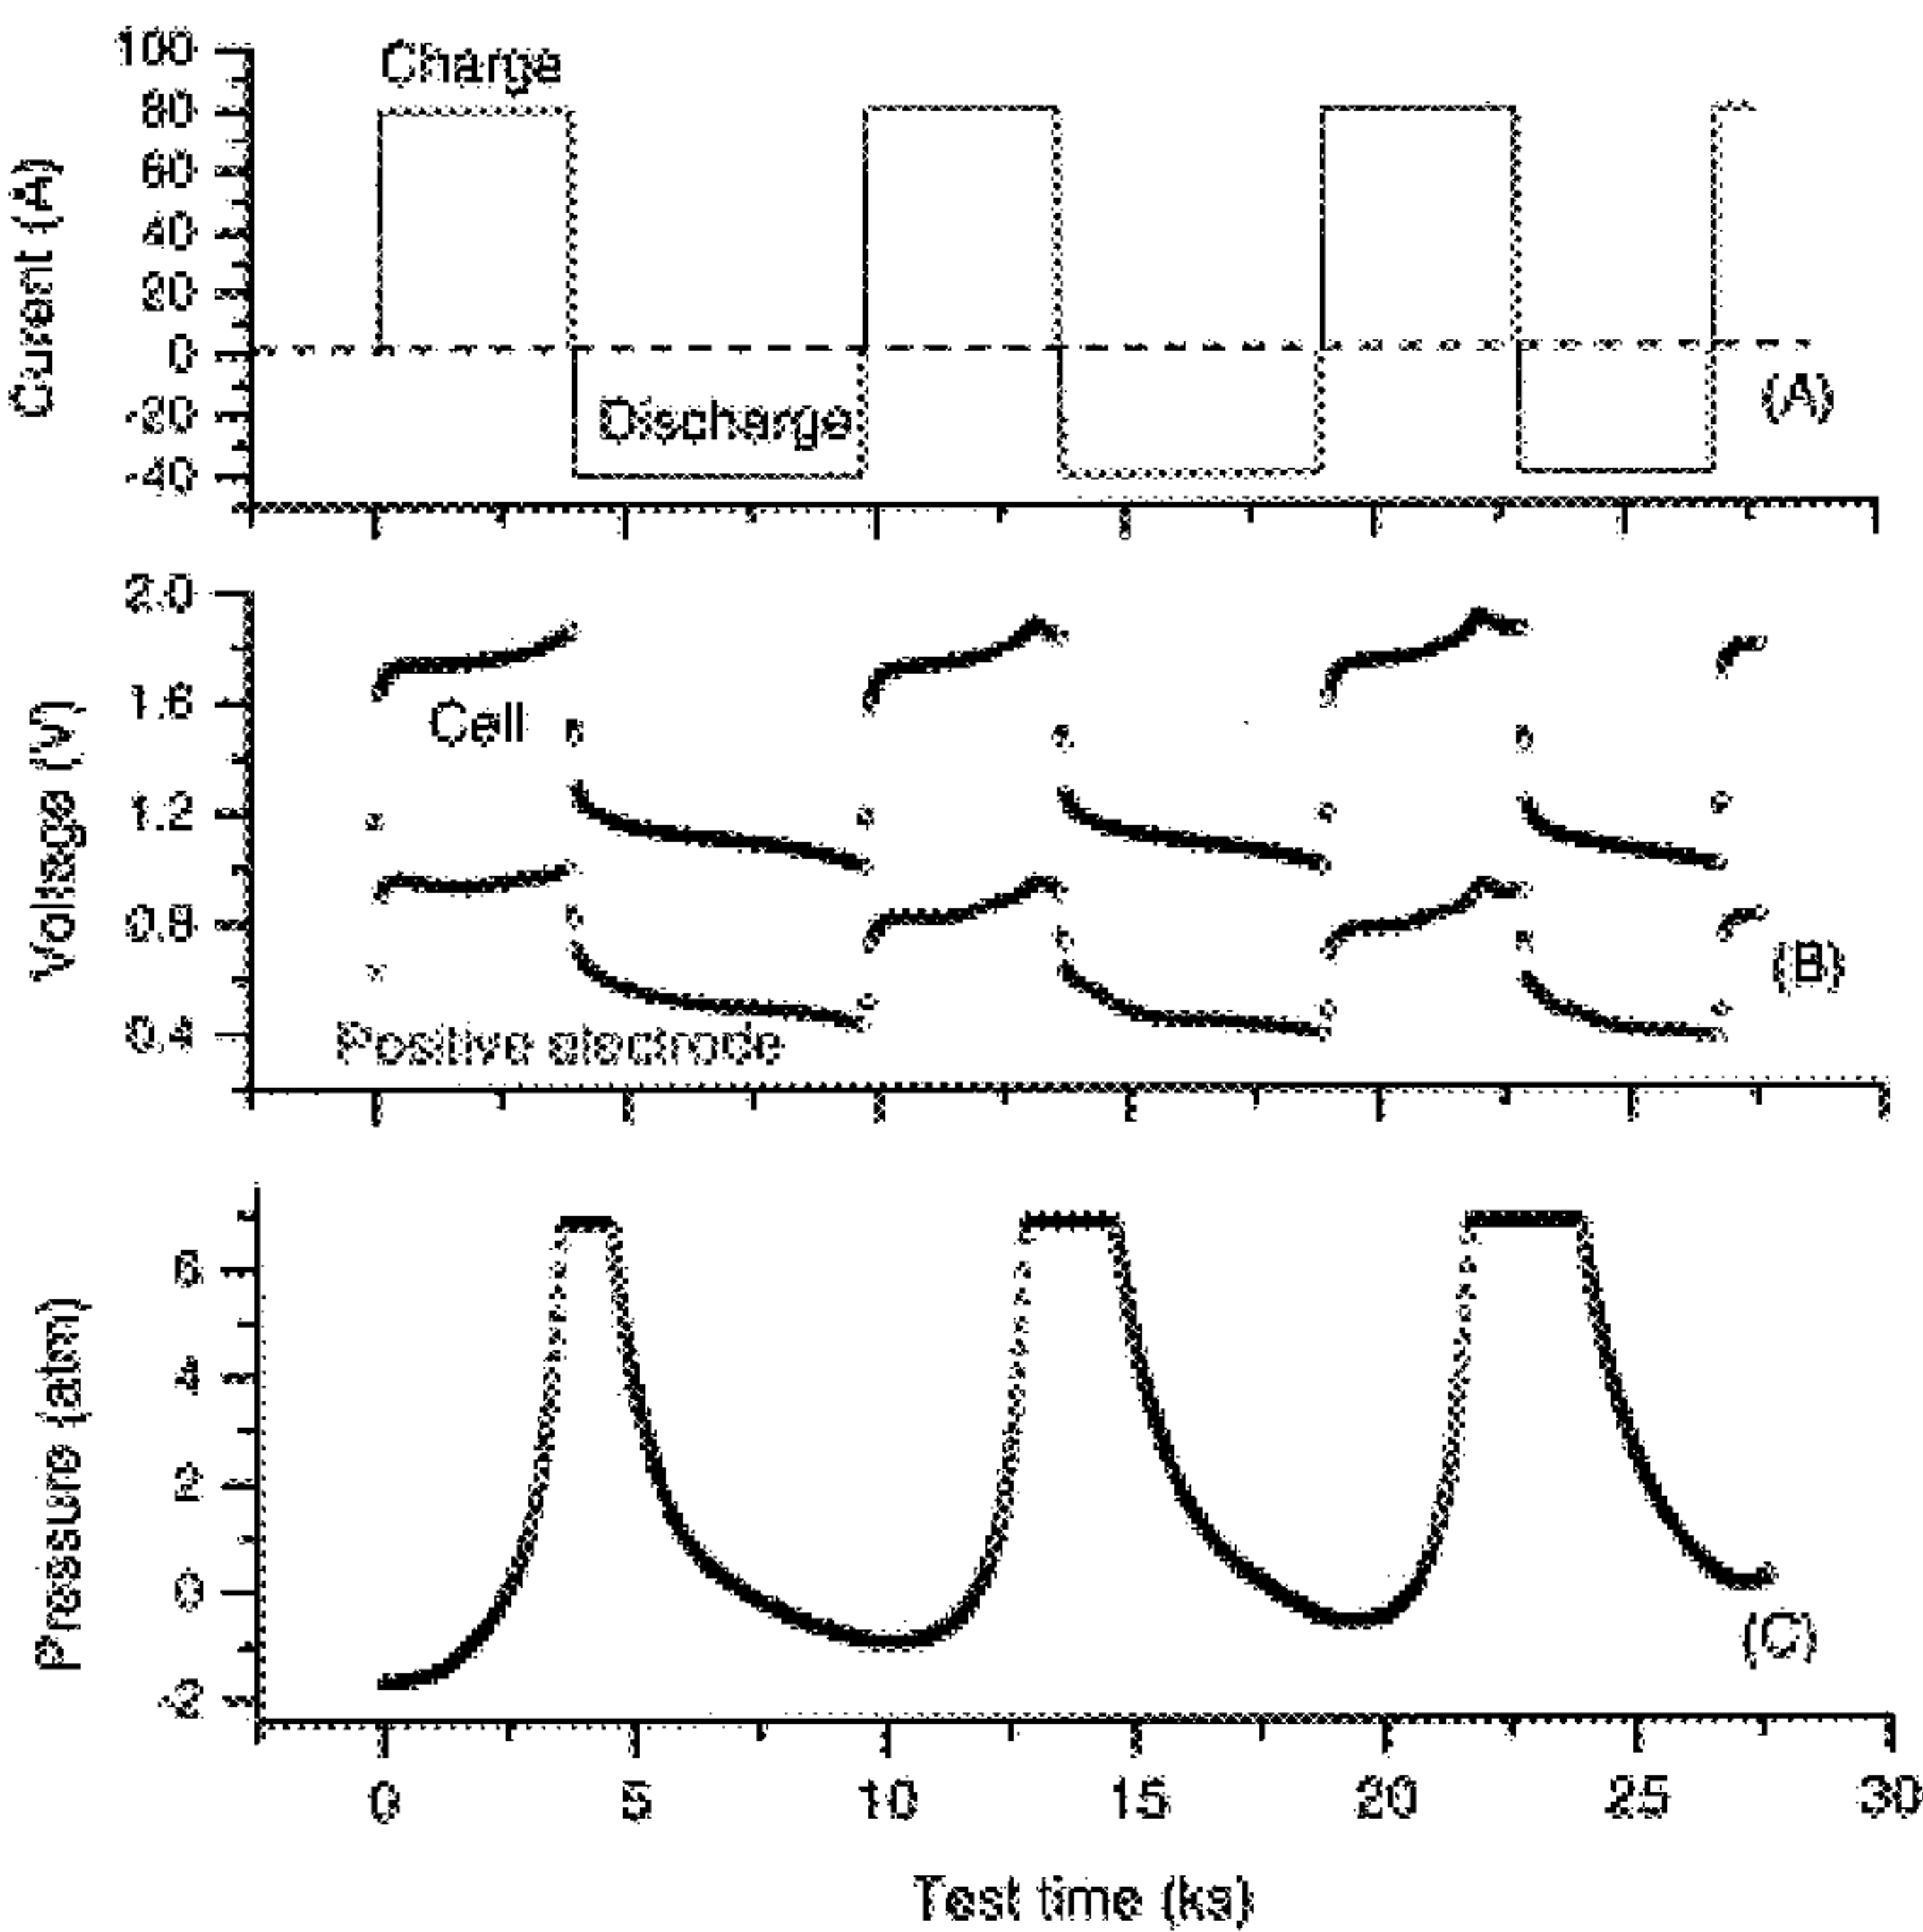 100
Charge
80
60
40
20
0
-20
-40
Current (A)
Discharge
(A)
2.0
1.6
1.2
0.8
0.4
Voltage (V)
Cell
Positive electrode
(B)
6
4
2
0
-2
Pressure (atm)
(C)
0 5 10 15 20 25 30
Test time (ks)